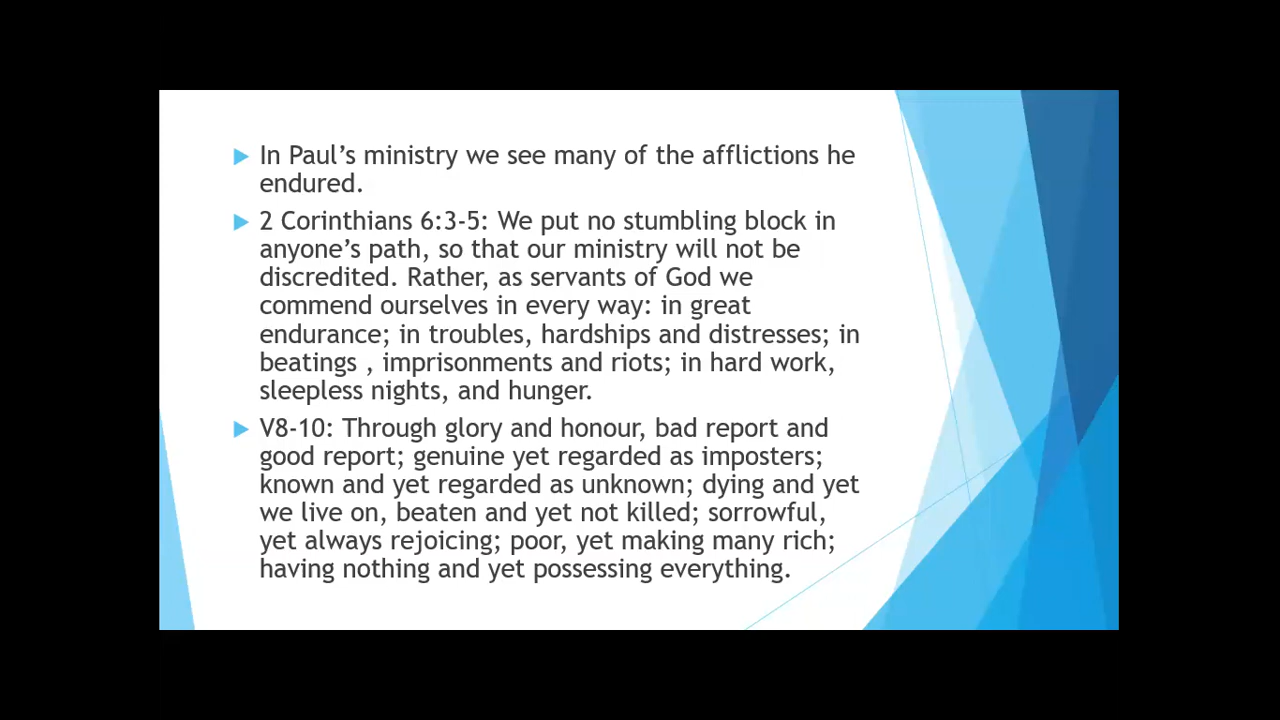 In Paul’s ministry we see many of the afflictions he
endured.
2 Corinthians 6:3-5: We put no stumbling block in
anyone’s path, so that our ministry will not be
discredited. Rather, as servants of God we
commend ourselves in every way: in great
endurance; in troubles, hardships and distresses; in
beatings , imprisonments and riots; in hard work,
sleepless nights, and hunger.
V8-10: Through glory and honour, bad report and
good report; genuine yet regarded as imposters;
known and yet regarded as unknown; dying and yet
we live on, beaten and yet not killed; sorrowful,
yet always rejoicing; poor, yet making many rich;
having nothing and yet possessing everything.